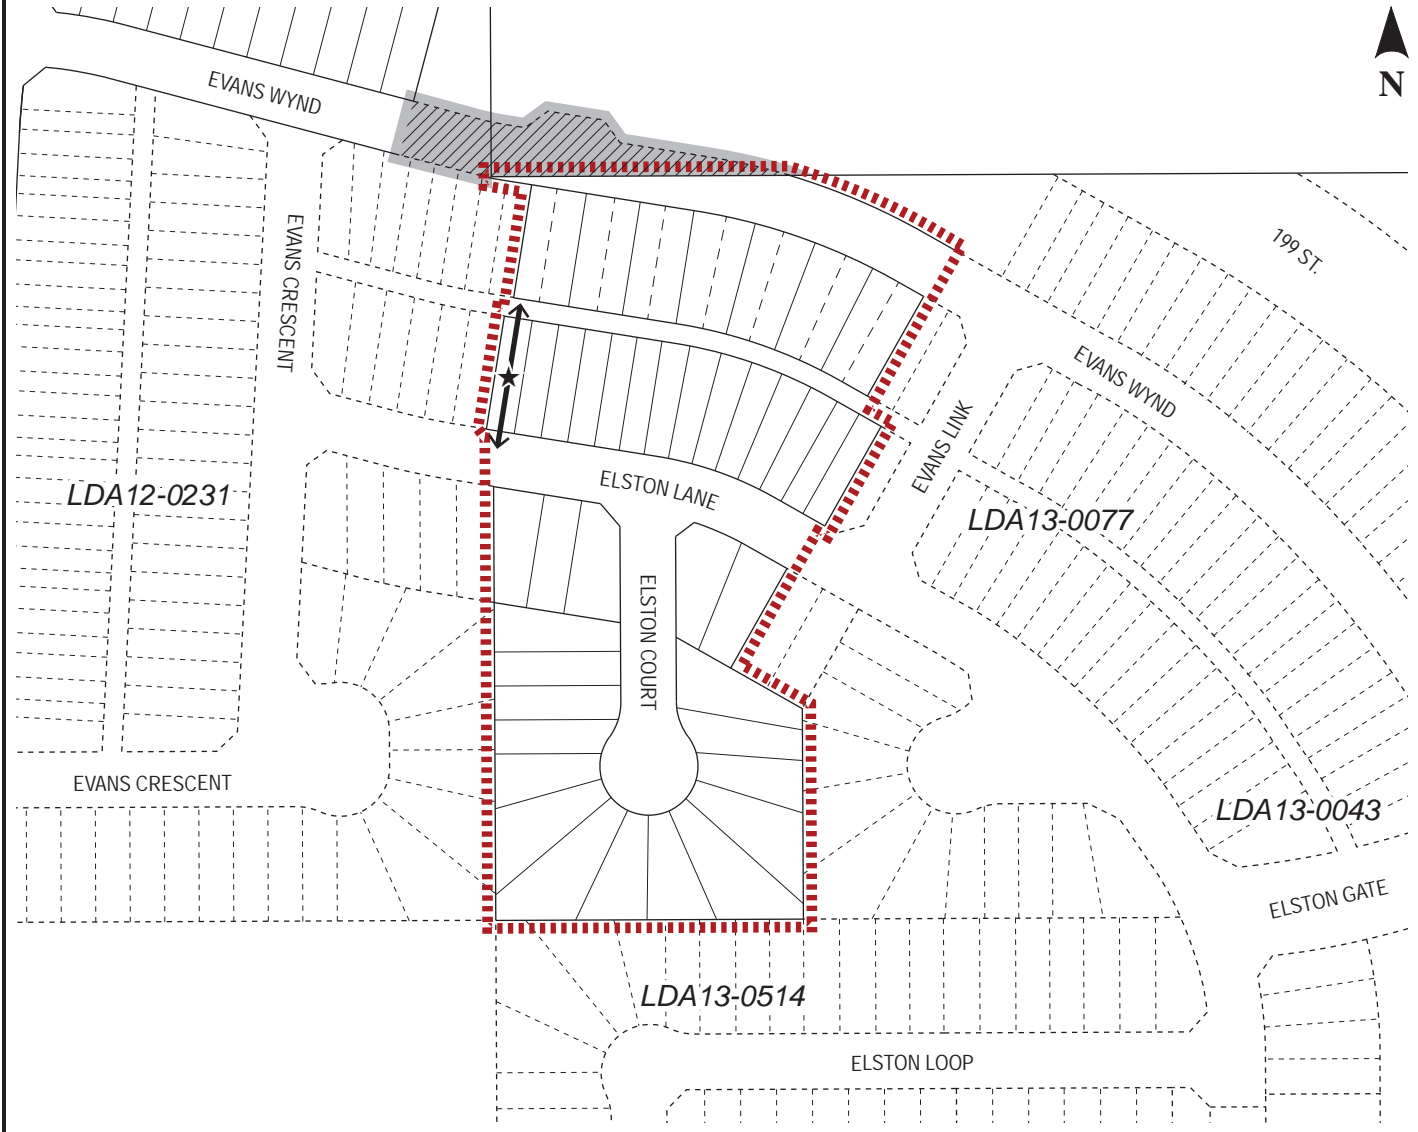 N
EVANS WYND
199 ST.
EVANS CRESCENT
EVANS WYND
EVANS LINK
ELSTON LANE
LDA12-0231
LDA13-0077
ELSTON COURT
EVANS CRESCENT
LDA13-0043
ELSTON GATE
LDA13-0514
ELSTON LOOP